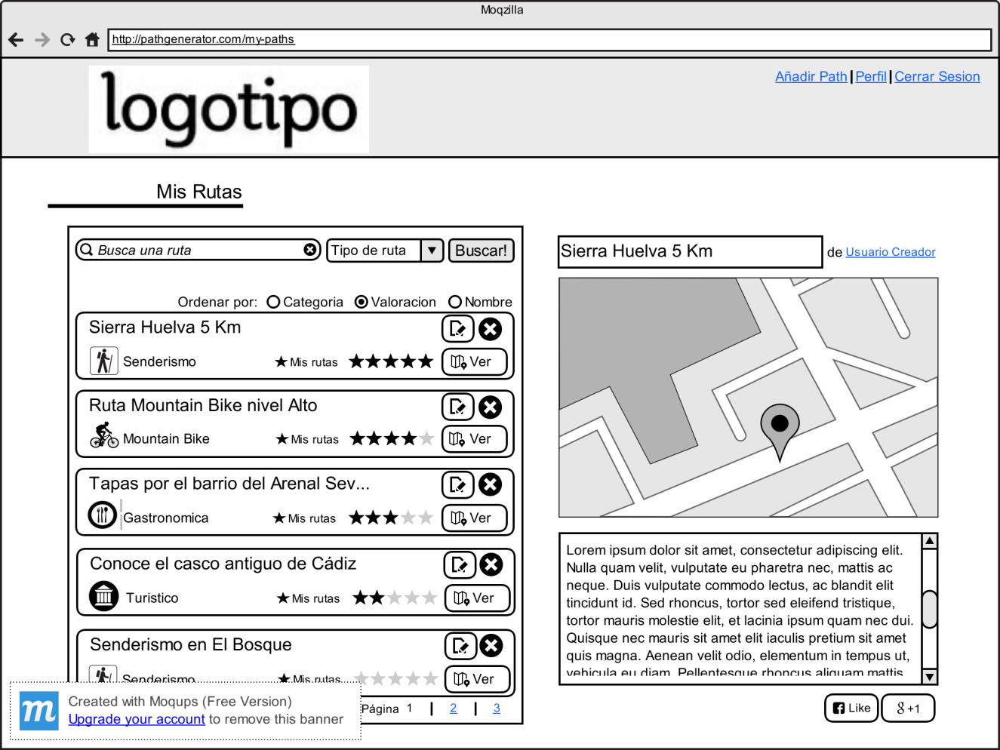 Moqzilla
http://pathgenerator.com/my-paths
logotipo
Añadir Path | Perfil | Cerrar Sesion
Mis Rutas
Busca una ruta
Tipo de ruta
Buscar!
Ordenar por: Categoria Valoracion Nombre
Sierra Huelva 5 Km
Senderismo
Mis rutas
Ver
Ruta Mountain Bike nivel Alto
Mountain Bike
Mis rutas
Ver
Tapas por el barrio del Arenal Sev...
Gastronomica
Mis rutas
Ver
Conoce el casco antiguo de Cádiz
Turistico
Mis rutas
Ver
Senderismo en El Bosque
Senderismo
Mis rutas
Ver
Página 1 | 2 | 3
Sierra Huelva 5 Km
de Usuario Creador
Lorem ipsum dolor sit amet, consectetur adipiscing elit.
Nulla quam velit, vulputate eu pharetra nec, mattis ac
neque. Duis vulputate commodo lectus, ac blandit elit
tincidunt id. Sed rhoncus, tortor sed eleifend tristique,
tortor mauris molestie elit, et lacinia ipsum quam nec dui.
Quisque nec mauris sit amet elit iaculis pretium sit amet
quis magna. Aenean velit odio, elementum in tempus ut,
vehicula eu diam. Pellentesque rhoncus aliquam mattis.
Like
g +1
m
Created with Moqups (Free Version)
Upgrade your account to remove this banner